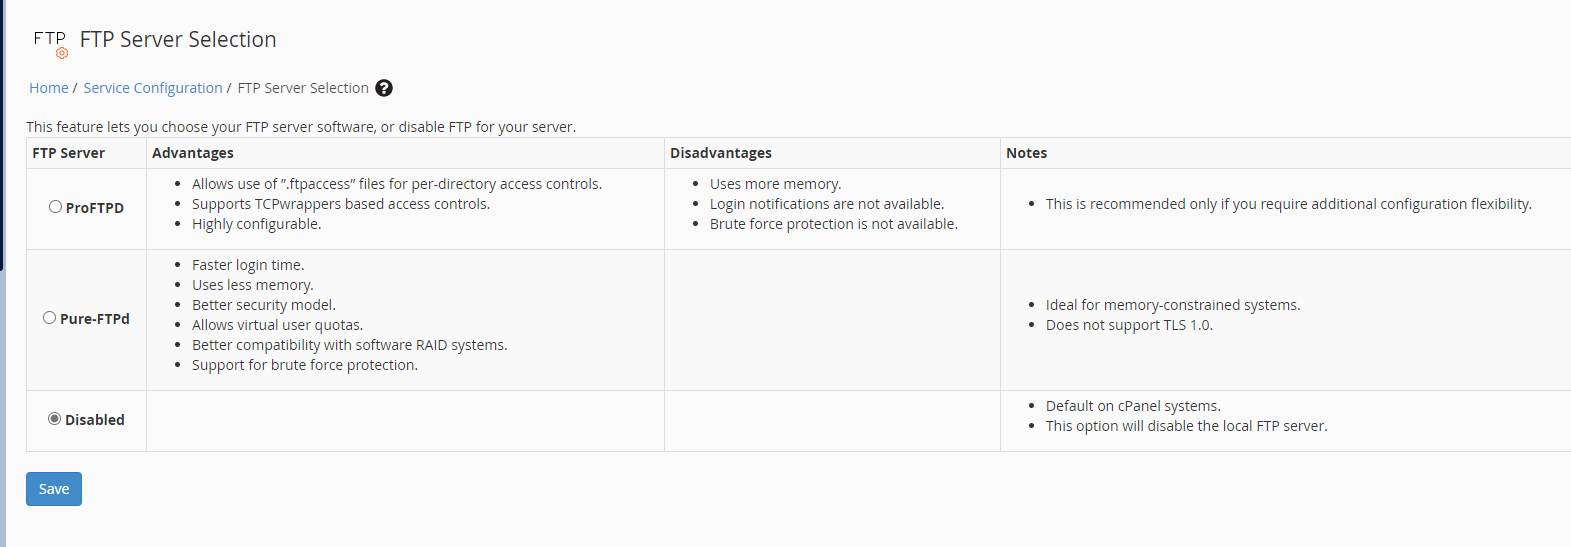 FTP FTP Server Selection
Home / Service Configuration / FTP Server Selection ?
This feature lets you choose your FTP server software, or disable FTP for your server.
FTP Server Advantages Disadvantages Notes
ProFTPD
• Allows use of ”.ftpaccess” files for per-directory access controls.
• Supports TCPwrappers based access controls.
• Highly configurable.
• Uses more memory.
• Login notifications are not available.
• Brute force protection is not available.
• This is recommended only if you require additional configuration flexibility.
Pure-FTPd
• Faster login time.
• Uses less memory.
• Better security model.
• Allows virtual user quotas.
• Better compatibility with software RAID systems.
• Support for brute force protection.
• Ideal for memory-constrained systems.
• Does not support TLS 1.0.
Disabled
• Default on cPanel systems.
• This option will disable the local FTP server.
Save